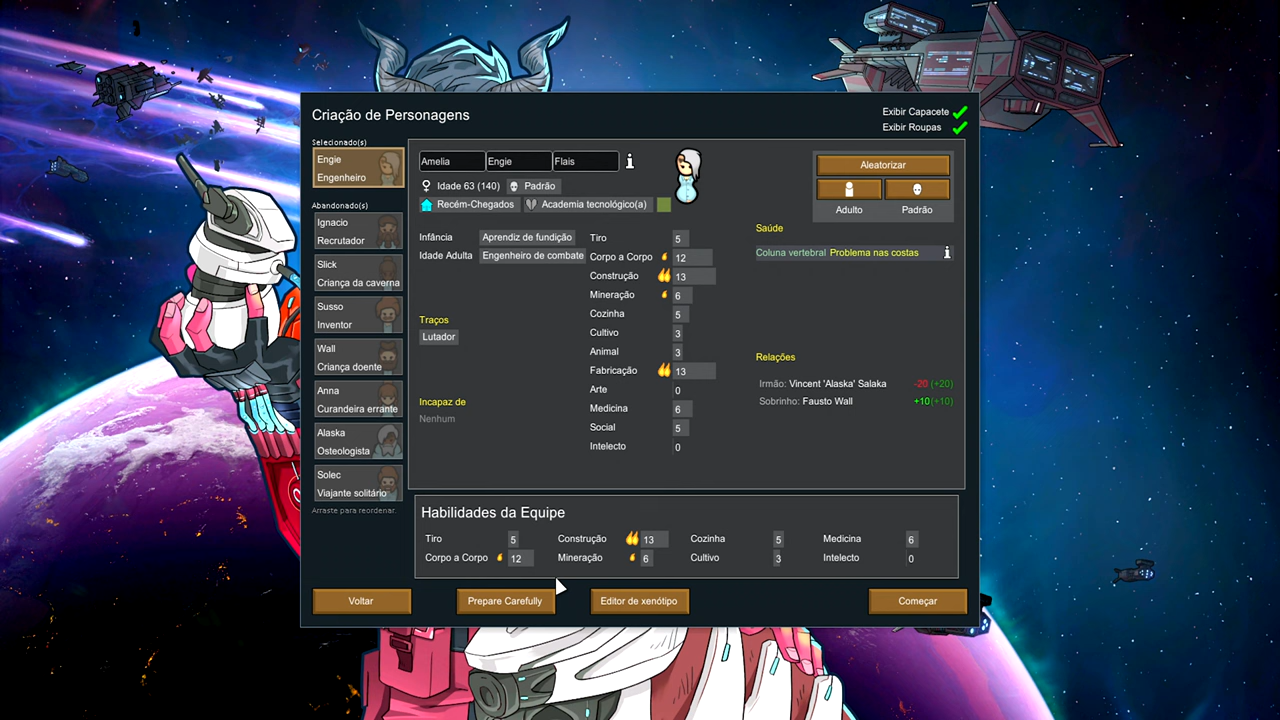 Criação de Personagens
Exibir Capacete
Exibir Roupas
Selecionado(s)
Engie
Engenheiro
Abandonado(s)
Ignacio
Recrutador
Slick
Criança da caverna
Susso
Inventor
Wall
Criança doente
Anna
Curandeira errante
Alaska
Osteologista
Solec
Viajante solitário
Arraste para reordenar.
Amelia Engie Flais
Idade 63 (140) Padrão
Recém-Chegados Academia tecnológico(a)
Infância Aprendiz de fundição
Idade Adulta Engenheiro de combate
Traços
Lutador
Incapaz de
Nenhum
Tiro 5
Corpo a Corpo 12
Construção 13
Mineração 6
Cozinha 5
Cultivo 3
Animal 3
Fabricação 13
Arte 0
Medicina 6
Social 5
Intelecto 0
Aleatorizar
Adulto Padrão
Saúde
Coluna vertebral Problema nas costas
Relações
Irmão: Vincent 'Alaska' Salaka -20 (+20)
Sobrinho: Fausto Wall +10(+10)
Habilidades da Equipe
Tiro 5 Construção 13 Cozinha 5 Medicina 6
Corpo a Corpo 12 Mineração 6 Cultivo 3 Intelecto 0
Voltar Prepare Carefully Editor de xenótipo Começar